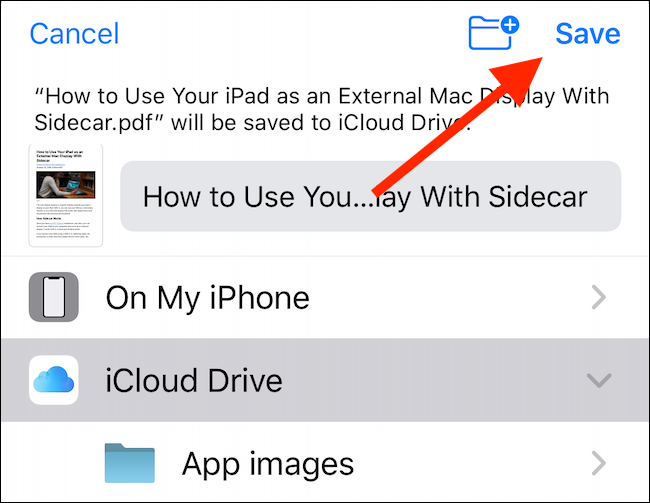 Cancel Save
“How to Use Your iPad as an External Mac Display With
Sidecar.pdf” will be saved to iCloud Drive.
How to Use Your iPad as an
External Mac Display With
Sidecar
How to Use You...lay With Sidecar
On My iPhone
iCloud Drive
App images